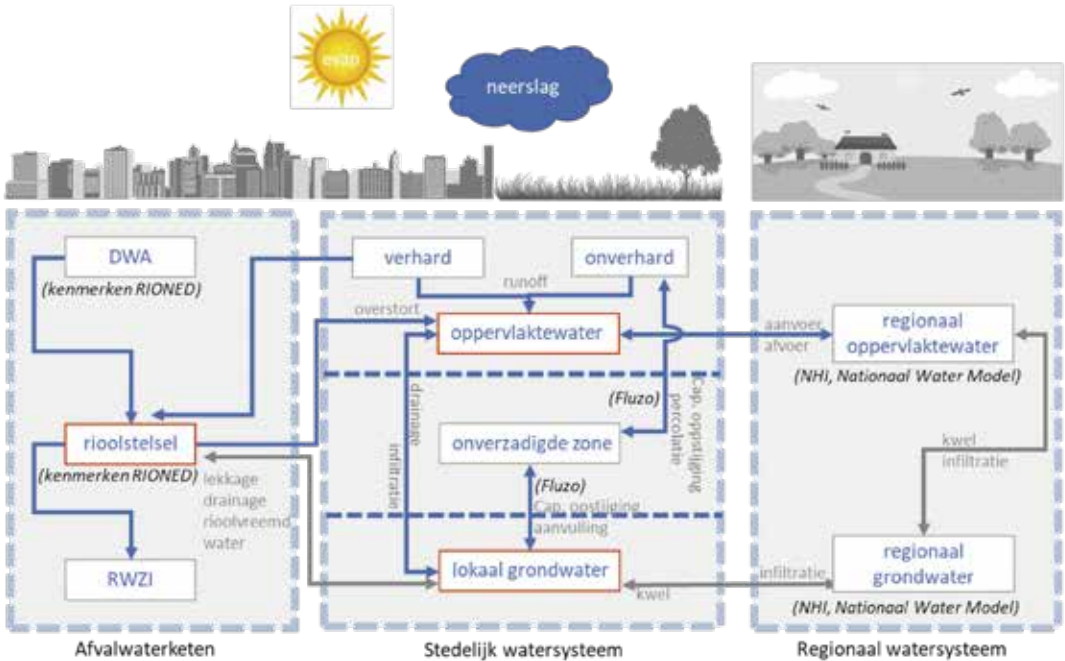 evap
neerslag
DWA
(kenmerken RIONED)
rioolstelsel
(kenmerken RIONED)
lekkage
drainage
rioolvreemd
water
RWZI
Afvalwaterketen
verhard
onverhard
runoff
overstort
oppervlaktewater
drainage
infiltratie
(Fluzo)
Cap. oppstijging
percolatie
onverzadigde zone
(Fluzo)
Cap. opstijging
aanvulling
lokaal grondwater
kwel
Stedelijk watersysteem
aanvoer
afvoer
regionaal
oppervlaktewater
(NHI, Nationaal Water Model)
kwel
infiltratie
infiltratie
regionaal
grondwater
(NHI, Nationaal Water Model)
Regionaal watersysteem